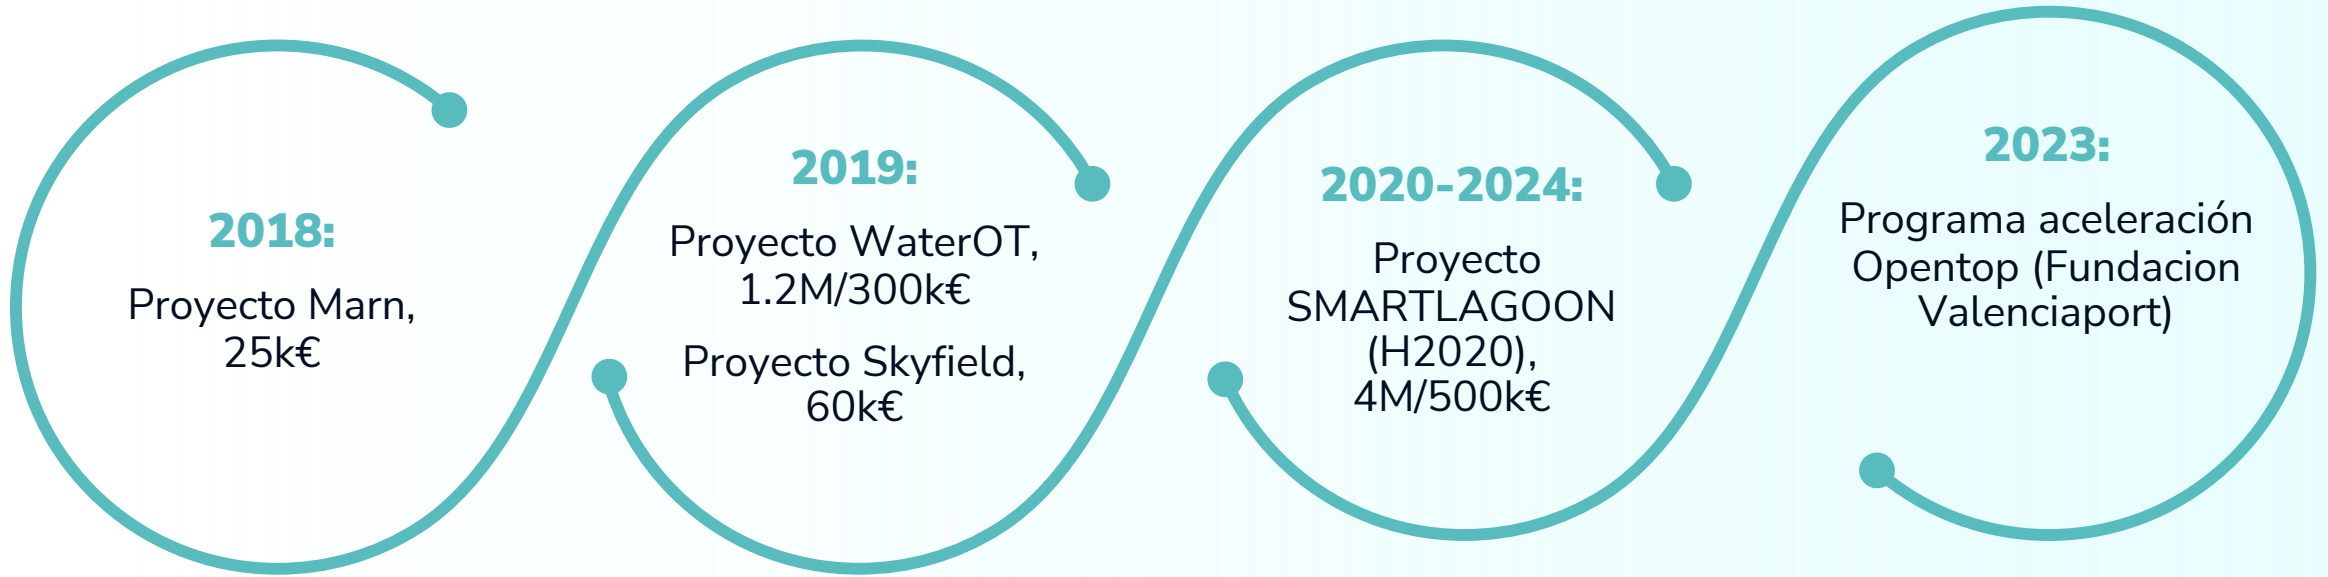 2018:
Proyecto Marn,
25k€
2019:
Proyecto WaterOT,
1.2M/300k€
Proyecto Skyfield,
60k€
2020-2024:
Proyecto
SMARTLAGOON
(H2020),
4M/500k€
2023:
Programa aceleración
Opentop (Fundacion
Valenciaport)